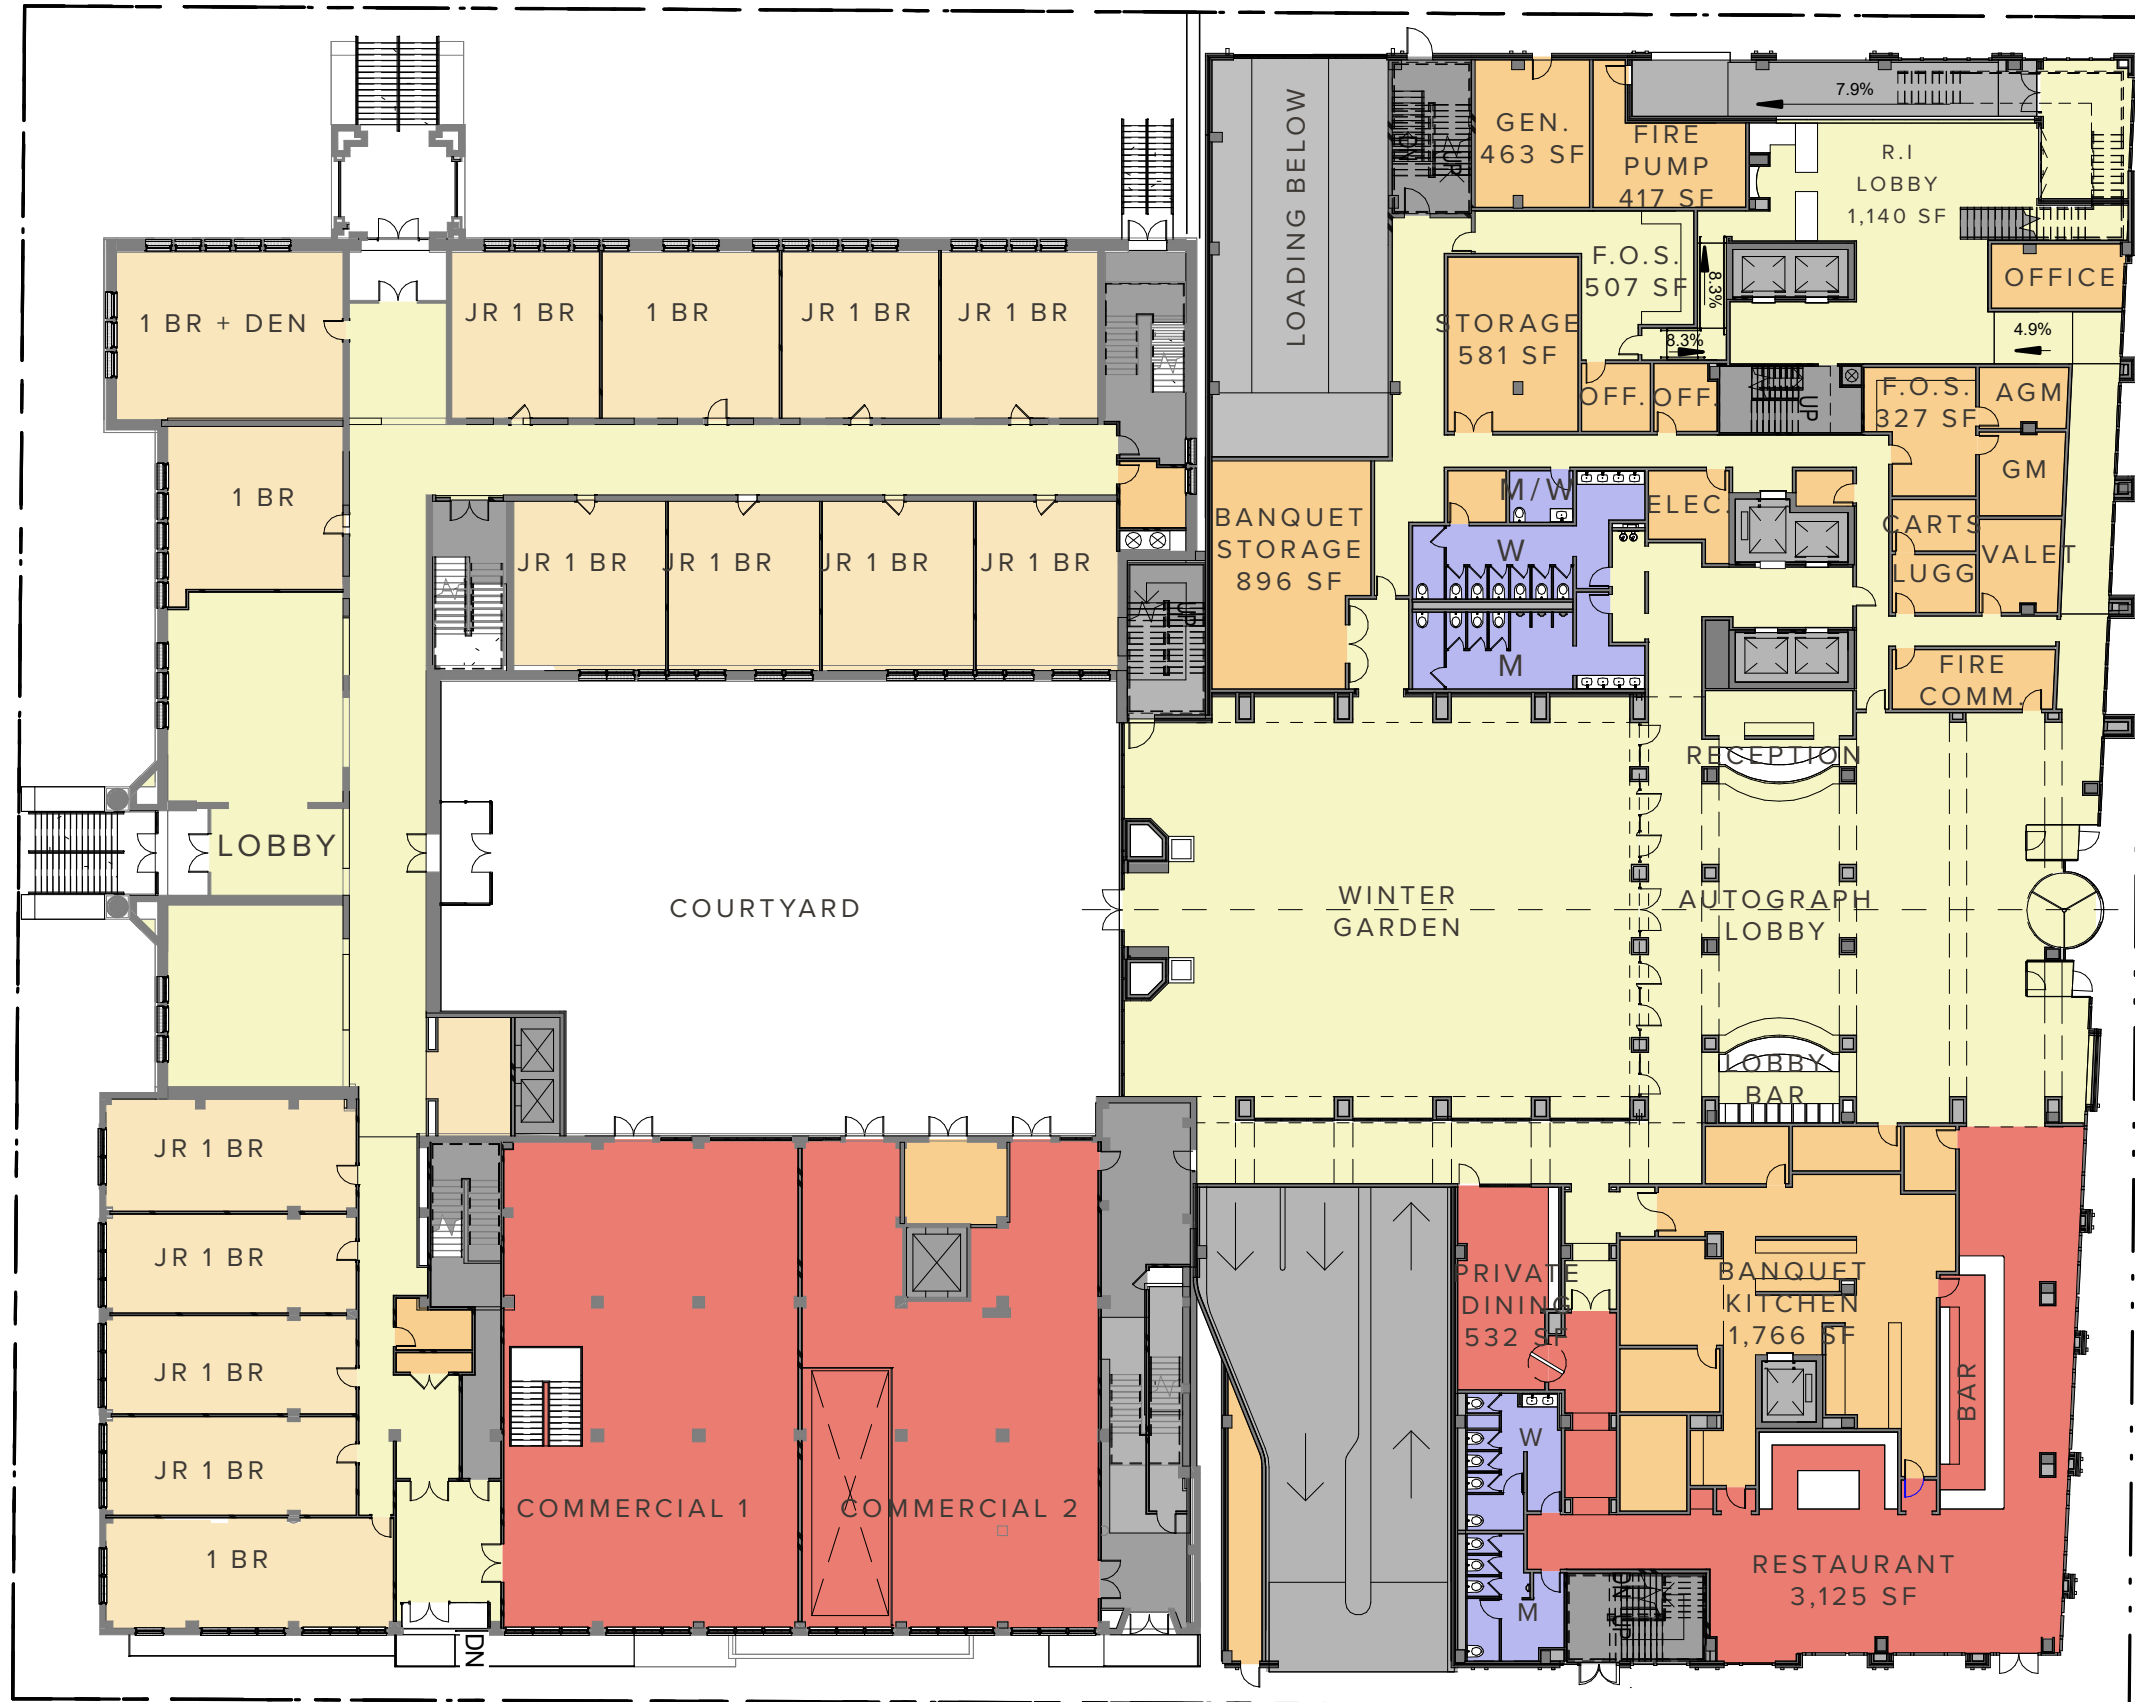 7.9%
GEN.
463 SF
FIRE
PUMP
417 SF
R.I
LOBBY
1,140 SF
LOADING BELOW
DN
UP
F.O.S.
507 SF
8.3%
8.3%
OFFICE
4.9%
1 BR + DEN
JR 1 BR
1 BR
JR 1 BR
JR 1 BR
STORAGE
581 SF
OFF.
OFF.
UP
F.O.S.
327 SF
AGM
GM
1 BR
BANQUET
STORAGE
896 SF
M/W
ELEC.
W
M
CARTS
LUGG
VALET
JR 1 BR
JR 1 BR
JR 1 BR
JR 1 BR
UP
FIRE
COMM.
RECEPTION
LOBBY
COURTYARD
WINTER
GARDEN
AUTOGRAPH
LOBBY
LOBBY
BAR
JR 1 BR
JR 1 BR
JR 1 BR
JR 1 BR
1 BR
PRIVATE
DINING
532 SF
BANQUET
KITCHEN
1,766 SF
BAR
W
COMMERCIAL 1
COMMERCIAL 2
RESTAURANT
3,125 SF
M
DN
UP
DN